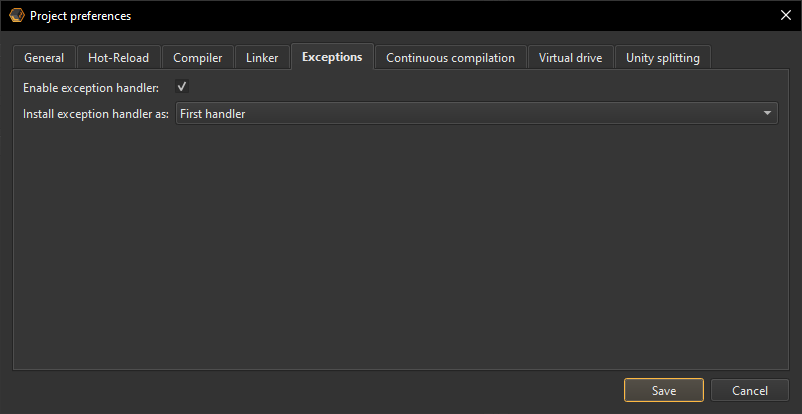 Project preferences
General Hot-Reload Compiler Linker Exceptions Continuous compilation Virtual drive Unity splitting
Enable exception handler:
Install exception handler as: First handler
Save Cancel